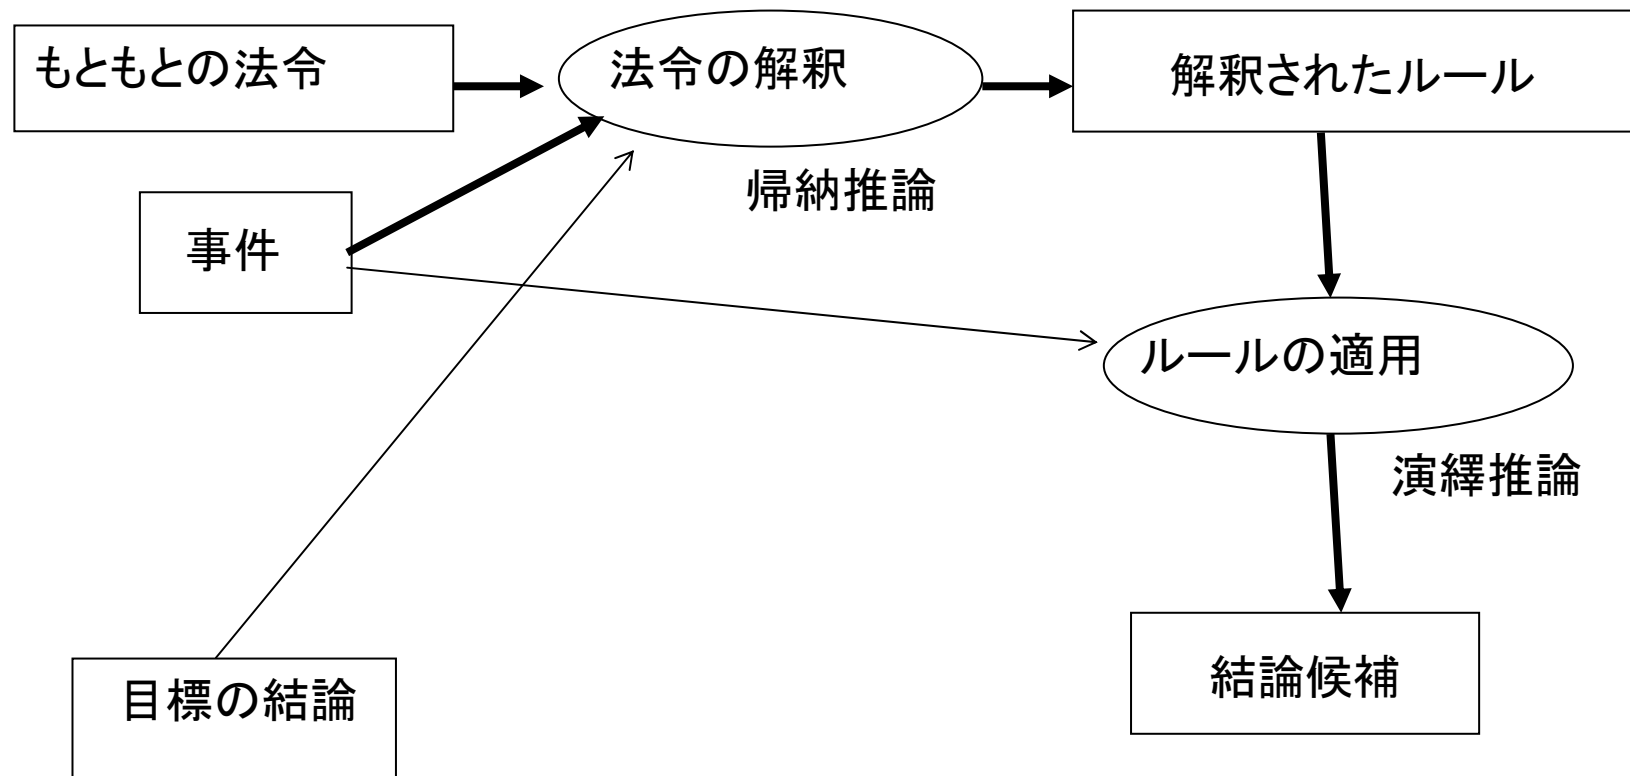 もともとの法令
法令の解釈
解釈されたルール
帰納推論
事件
ルールの適用
演繹推論
目標の結論
結論候補